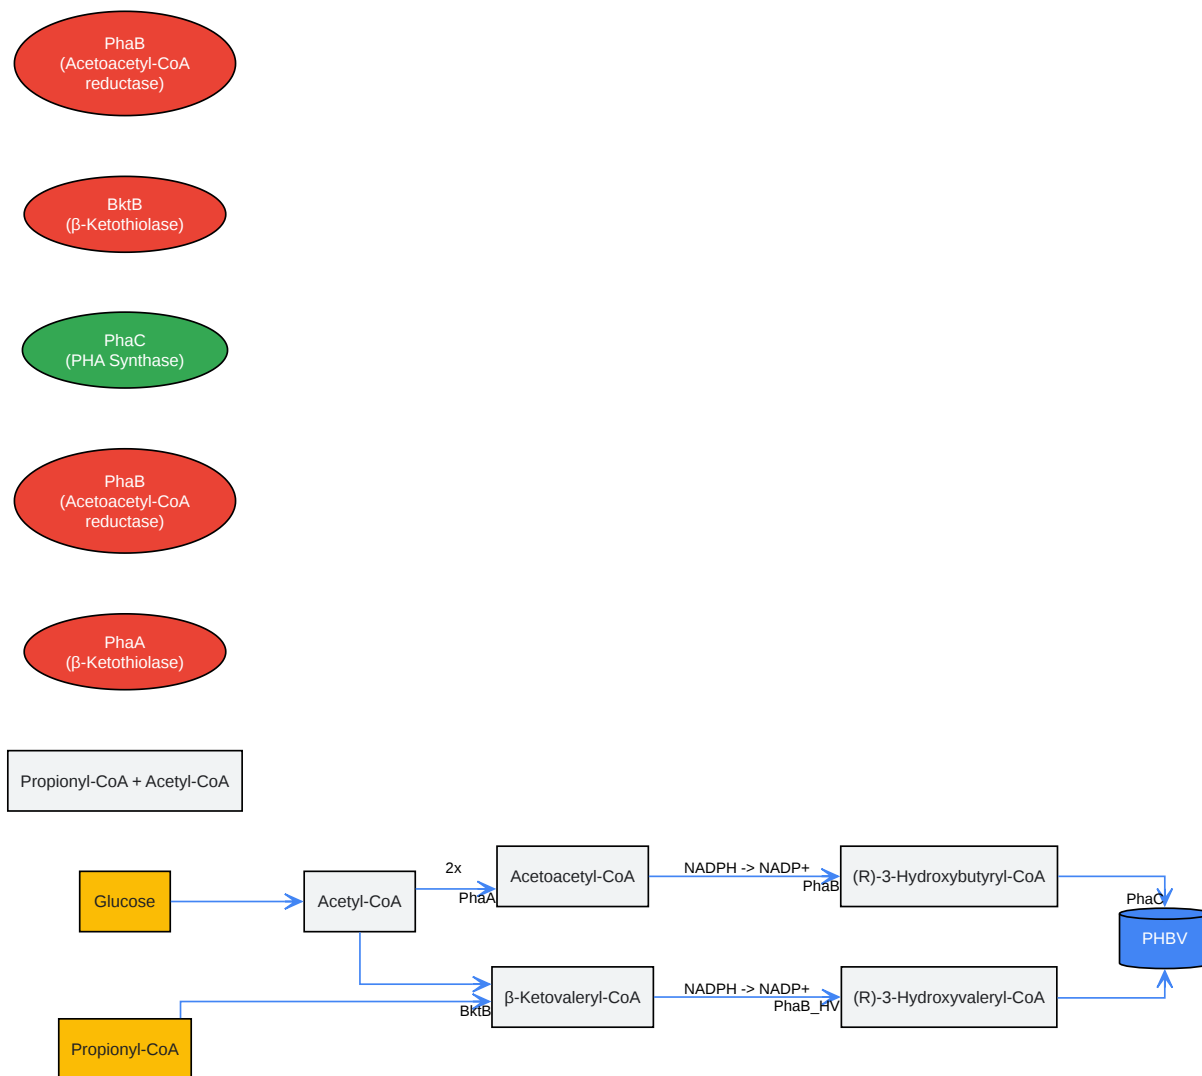 PhaB
(Acetoacetyl-CoA
reductase)
BktB
(β-Ketothiolase)
PhaC
(PHA Synthase)
PhaB
(Acetoacetyl-CoA
reductase)
PhaA
(β-Ketothiolase)
Propionyl-CoA + Acetyl-CoA
Glucose
Acetyl-CoA
2x
PhaA
Acetoacetyl-CoA
NADPH -> NADP+
PhaB
(R)-3-Hydroxybutyryl-CoA
PhaC
PHBV
Propionyl-CoA
BktB
β-Ketovaleryl-CoA
NADPH -> NADP+
PhaB_HV
(R)-3-Hydroxyvaleryl-CoA